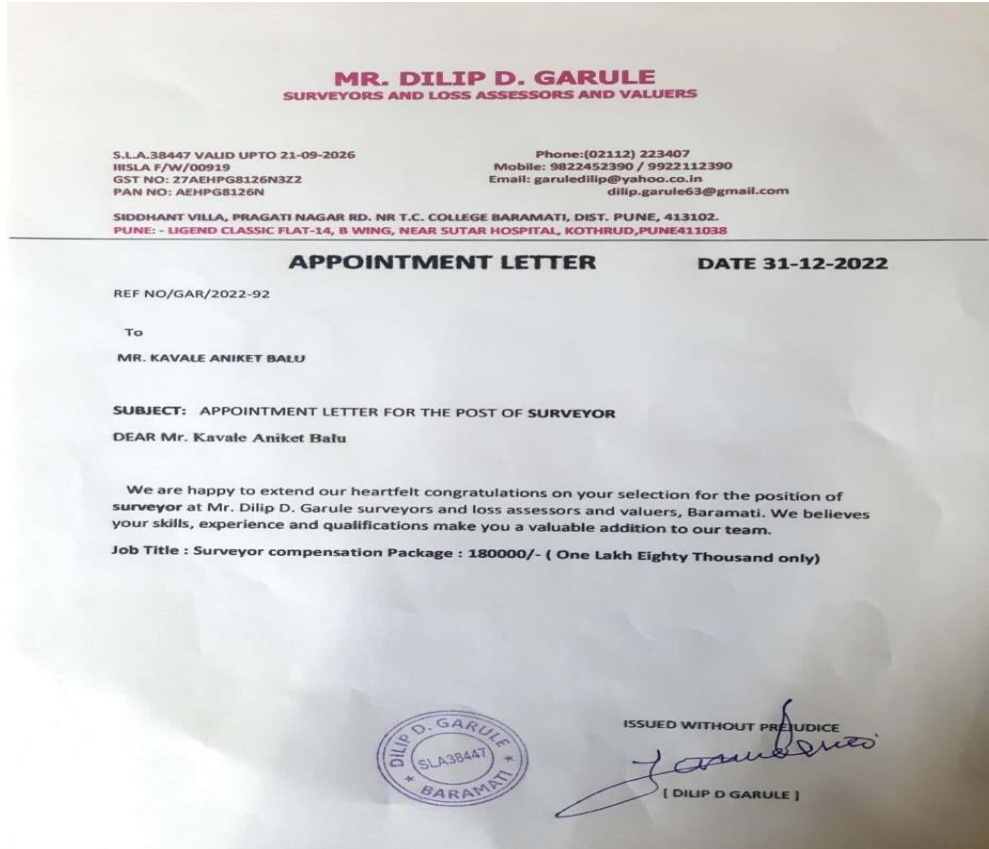 MR. DILIP D. GARULE
SURVEYORS AND LOSS ASSESSORS AND VALUERS
S.L.A.38447 VALID UPTO 21-09-2026
IIISLA F/W/00919
GST NO: 27AEHPG8126N3Z2
PAN NO: AEHPG8126N
Phone:(02112) 223407
Mobile: 9822452390 / 9922112390
Email: garuledilip@yahoo.co.in
dilip.garule63@gmail.com
SIDDHANT VILLA, PRAGATI NAGAR RD. NR T.C. COLLEGE BARAMATI, DIST. PUNE, 413102.
PUNE: - LIGEND CLASSIC FLAT-14, B WING, NEAR SUTAR HOSPITAL, KOTHRUD,PUNE411038
APPOINTMENT LETTER DATE 31-12-2022
REF NO/GAR/2022-92
To
MR. KAVALE ANIKET BALU
SUBJECT: APPOINTMENT LETTER FOR THE POST OF SURVEYOR
DEAR Mr. Kavale Aniket Balu
We are happy to extend our heartfelt congratulations on your selection for the position of
surveyor at Mr. Dilip D. Garule surveyors and loss assessors and valuers, Baramati. We believes
your skills, experience and qualifications make you a valuable addition to our team.
Job Title : Surveyor compensation Package : 180000/- ( One Lakh Eighty Thousand only)
DILIP D. GARULE
SLA38447
* BARAMATI *
ISSUED WITHOUT PREJUDICE
[ DILIP D GARULE ]